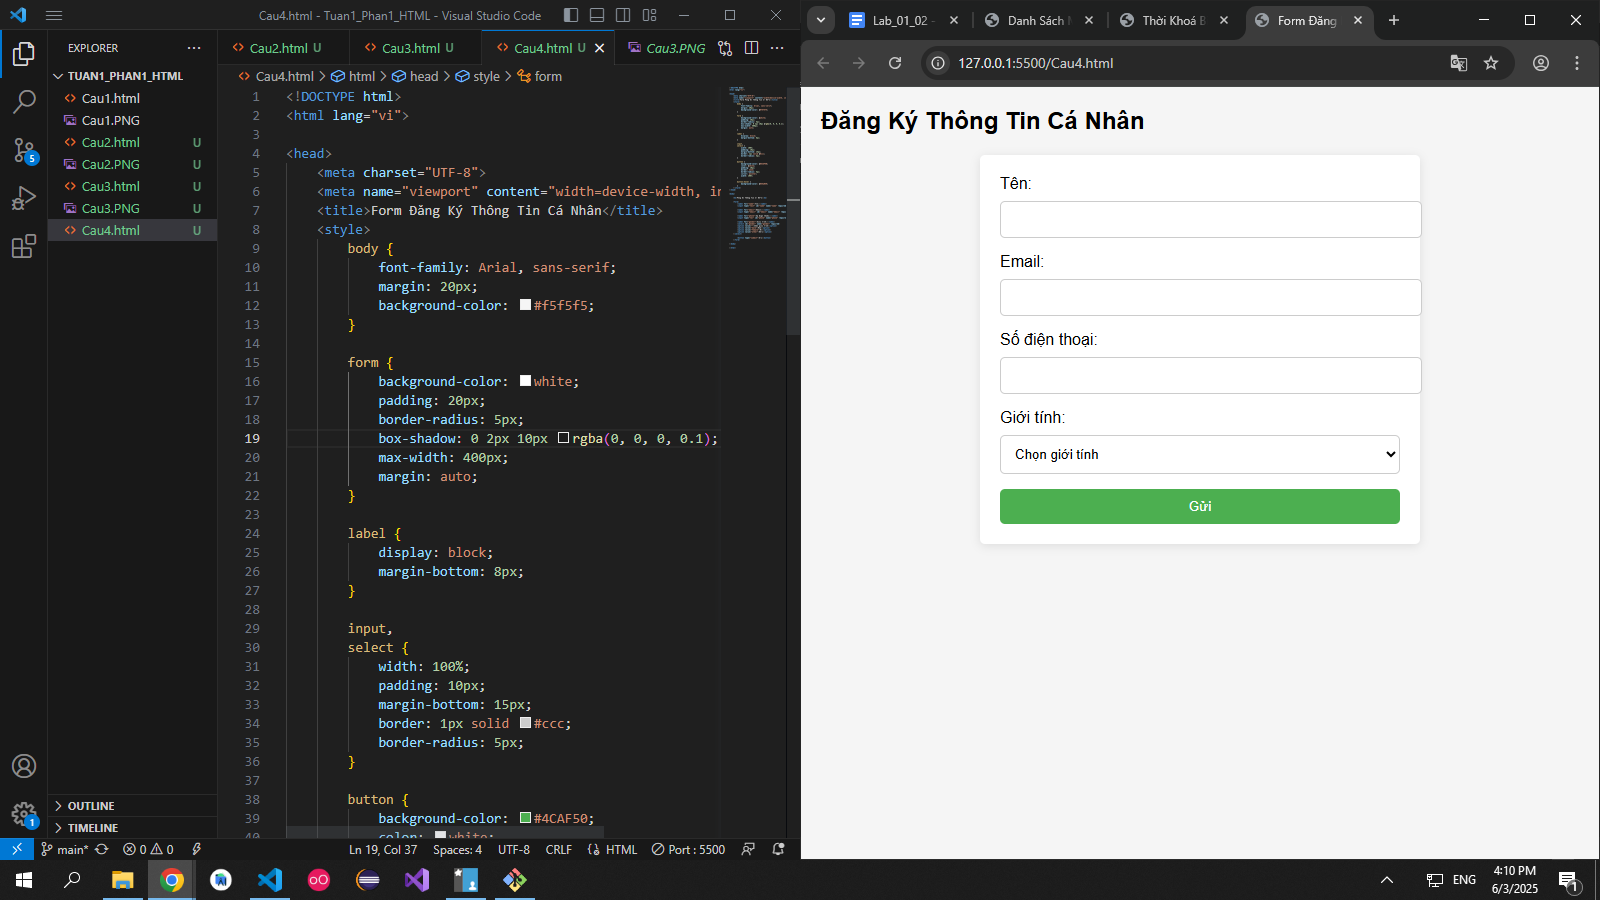 Cau4.html - Tuan1_Phan1_HTML - Visual Studio Code
EXPLORER
TUAN1_PHAN1_HTML
Cau1.html
Cau1.PNG
Cau2.html U
Cau2.PNG U
Cau3.html U
Cau3.PNG U
Cau4.html U
OUTLINE
TIMELINE
5
1
Cau2.html U
Cau3.html U
Cau4.html U
Cau3.PNG
Cau4.html > html > head > style > form
1 <!DOCTYPE html>
2 <html lang="vi">
3
4 <head>
5 <meta charset="UTF-8">
6 <meta name="viewport" content="width=device-width, in
7 <title>Form Đăng Ký Thông Tin Cá Nhân</title>
8 <style>
9 body {
10 font-family: Arial, sans-serif;
11 margin: 20px;
12 background-color: #f5f5f5;
13 }
14
15 form {
16 background-color: white;
17 padding: 20px;
18 border-radius: 5px;
19 box-shadow: 0 2px 10px rgba(0, 0, 0, 0.1);
20 max-width: 400px;
21 margin: auto;
22 }
23
24 label {
25 display: block;
26 margin-bottom: 8px;
27 }
28
29 input,
30 select {
31 width: 100%;
32 padding: 10px;
33 margin-bottom: 15px;
34 border: 1px solid #ccc;
35 border-radius: 5px;
36 }
37
38 button {
39 background-color: #4CAF50;
40 color: white;
main* 0 0 Ln 19, Col 37 Spaces: 4 UTF-8 CRLF HTML Port : 5500
Lab_01_02 -
Danh Sách
Thời Khoá B
Form Đăng
127.0.0.1:5500/Cau4.html
Đăng Ký Thông Tin Cá Nhân
Tên:
Email:
Số điện thoại:
Giới tính:
Chọn giới tính
Gửi
ENG
4:10 PM
6/3/2025
1